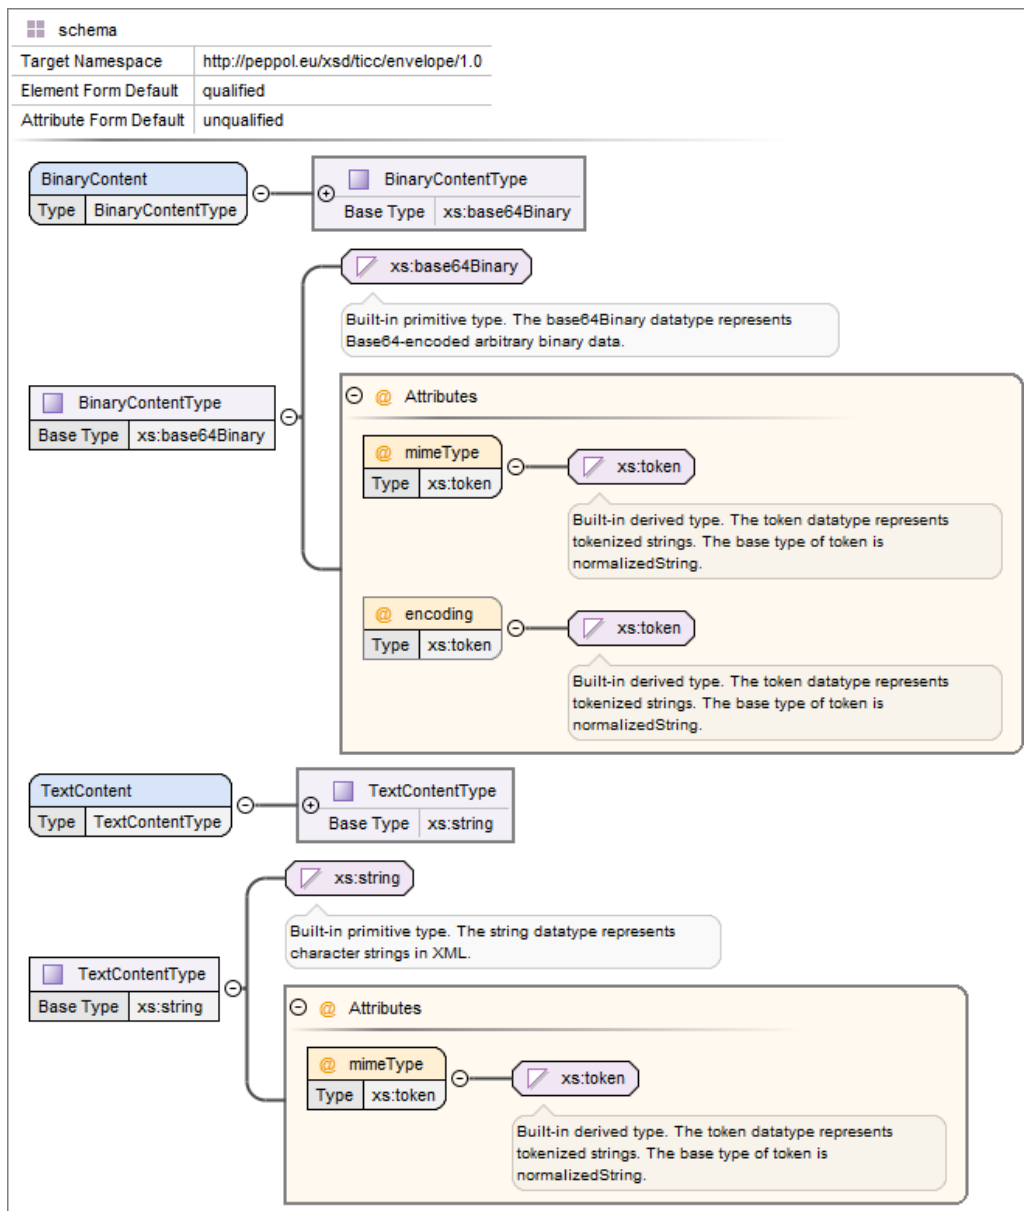 schema
Target Namespace http://peppol.eu/xsd/ticc/envelope/1.0
Element Form Default qualified
Attribute Form Default unqualified
BinaryContent
Type BinaryContentType
BinaryContentType
Base Type xs:base64Binary
xs:base64Binary
Built-in primitive type. The base64Binary datatype represents
Base64-encoded arbitrary binary data.
BinaryContentType
Base Type xs:base64Binary
@ Attributes
@ mimeType
Type xs:token
xs:token
Built-in derived type. The token datatype represents
tokenized strings. The base type of token is
normalizedString.
@ encoding
Type xs:token
xs:token
Built-in derived type. The token datatype represents
tokenized strings. The base type of token is
normalizedString.
TextContent
Type TextContentType
TextContentType
Base Type xs:string
xs:string
Built-in primitive type. The string datatype represents
character strings in XML.
TextContentType
Base Type xs:string
@ Attributes
@ mimeType
Type xs:token
xs:token
Built-in derived type. The token datatype represents
tokenized strings. The base type of token is
normalizedString.